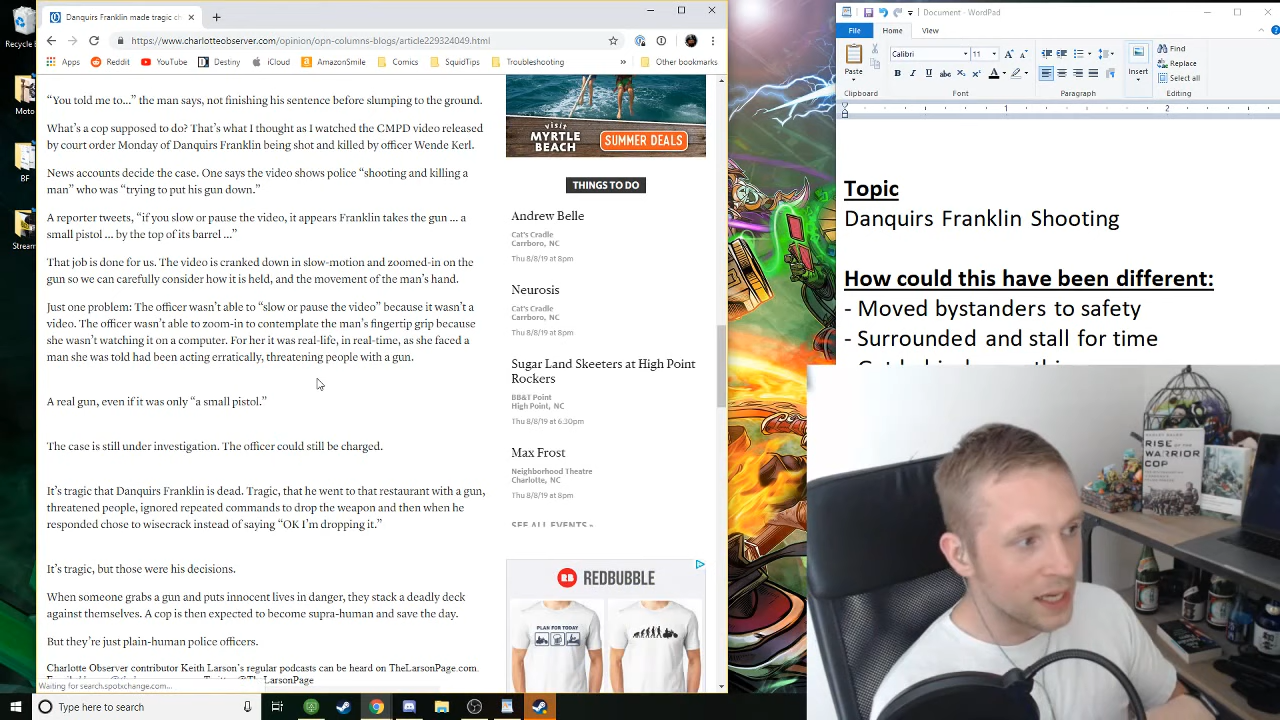 Recycle B
Moto
BF
Stream
Danquirs Franklin made tragic ch
observer.com/opinion/opn-columns-blogs/article229324049.html
Apps Reddit YouTube Destiny iCloud AmazonSmile Comics SquidTips Troubleshooting » Other bookmarks
“You told me to…” the man says, not finishing his sentence before slumping to the ground.
What’s a cop supposed to do? That’s what I thought as I watched the CMPD video released
by court order Monday of Danquirs Franklin being shot and killed by officer Wende Kerl.
News accounts decide the case. One says the video shows police “shooting and killing a
man” who was “trying to put his gun down.”
A reporter tweets, “if you slow or pause the video, it appears Franklin takes the gun … a
small pistol … by the top of its barrel …”
That job is done for us. The video is cranked down in slow-motion and zoomed-in on the
gun so we can carefully consider how it is held, and the movement of the man’s hand.
Just one problem: The officer wasn’t able to “slow or pause the video” because it wasn’t a
video. The officer wasn’t able to zoom-in to contemplate the man’s fingertip grip because
she wasn’t watching it on a computer. For her it was real-life, in real-time, as she faced a
man she was told had been acting erratically, threatening people with a gun.
A real gun, even if it was only “a small pistol.”
The case is still under investigation. The officer could still be charged.
It’s tragic that Danquirs Franklin is dead. Tragic, that he went to that restaurant with a gun,
threatened people, ignored repeated commands to drop the weapon and then when he
responded chose to wisecrack instead of saying “OK I’m dropping it.”
It’s tragic, but those were his decisions.
When someone grabs a gun and puts innocent lives in danger, they stack a deadly deck
against themselves. A cop is then expected to become supra-human and save the day.
But they’re just plain-human police officers.
Charlotte Observer contributor Keith Larson’s regular podcasts can be heard on TheLarsonPage.com.
Waiting for search.spotxchange.com...
VISIT
MYRTLE
BEACH
SUMMER DEALS
THINGS TO DO
Andrew Belle
Cat's Cradle
Carrboro, NC
Thu 8/8/19 at 8pm
Neurosis
Cat's Cradle
Carrboro, NC
Thu 8/8/19 at 8pm
Sugar Land Skeeters at High Point
Rockers
BB&T Point
High Point, NC
Thu 8/8/19 at 6:30pm
Max Frost
Neighborhood Theatre
Charlotte, NC
Thu 8/8/19 at 8pm
SEE ALL EVENTS »
RB REDBUBBLE
PLAN FOR TODAY
Document - WordPad
File Home View
Paste
Clipboard
Calibri 11
Font
Paragraph
Insert
Find
Replace
Select all
Editing
1 2
Topic
Danquirs Franklin Shooting
How could this have been different:
- Moved bystanders to safety
- Surrounded and stall for time
RISE OF THE
WARRIOR
COP
Type here to search